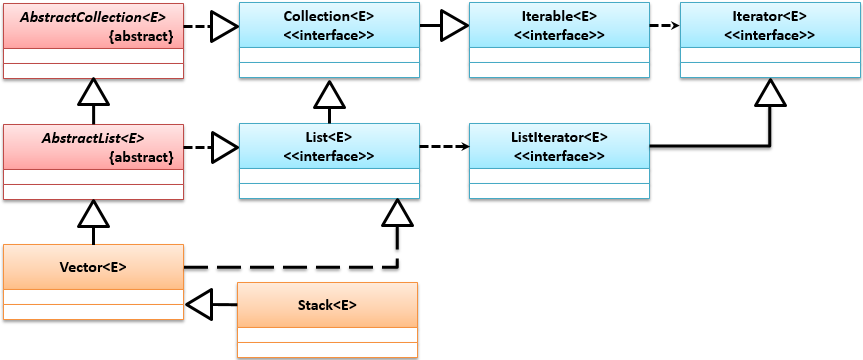 AbstractCollection<E>
{abstract}
Collection<E>
<<interface>>
Iterable<E>
<<interface>>
Iterator<E>
<<interface>>
AbstractList<E>
{abstract}
List<E>
<<interface>>
ListIterator<E>
<<interface>>
Vector<E>
Stack<E>